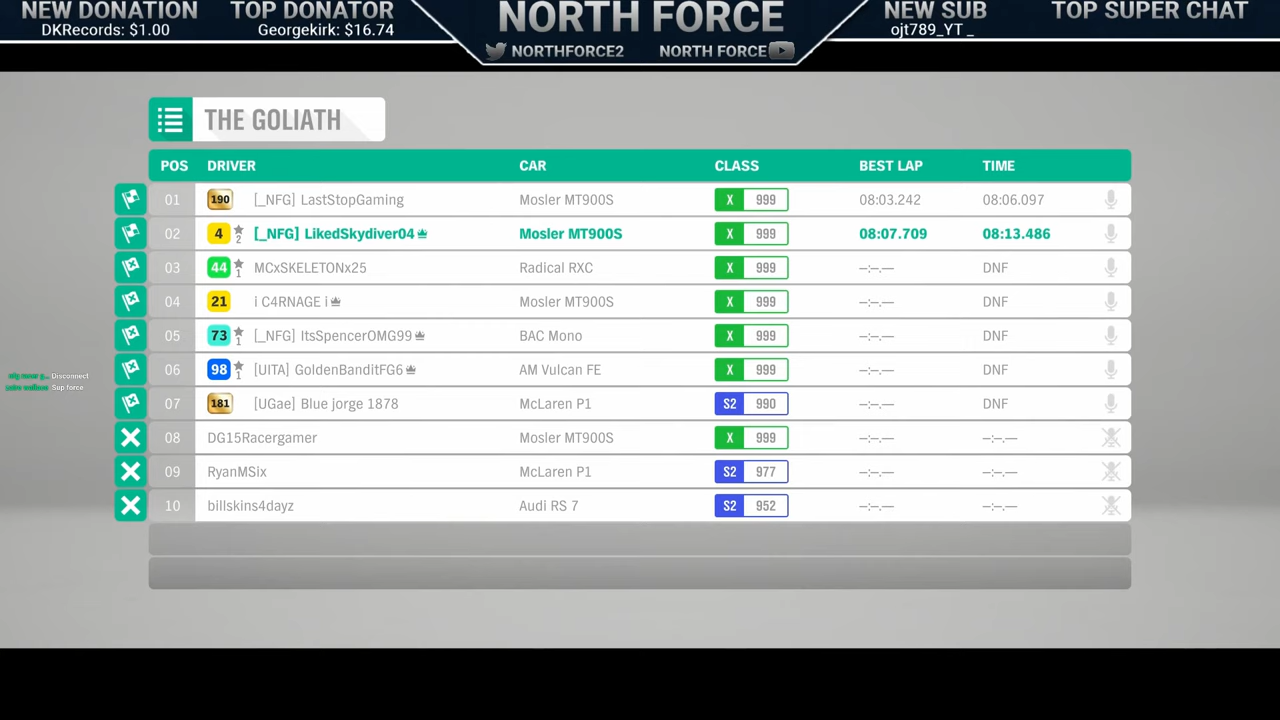 NEW DONATION
DKRecords: $1.00
TOP DONATOR
Georgekirk: $16.74
NORTH FORCE
NORTHFORCE2 NORTH FORCE
NEW SUB
ojt789_YT _
TOP SUPER CHAT
THE GOLIATH
POS DRIVER CAR CLASS BEST LAP TIME
01 190 [_NFG] LastStopGaming Mosler MT900S X 999 08:03.242 08:06.097
02 4 2 [_NFG] LikedSkydiver04 Mosler MT900S X 999 08:07.709 08:13.486
03 44 1 MCxSKELETONx25 Radical RXC X 999 --:--.--- DNF
04 21 i C4RNAGE i Mosler MT900S X 999 --:--.--- DNF
05 73 1 [_NFG] ItsSpencerOMG99 BAC Mono X 999 --:--.--- DNF
06 98 1 [UITA] GoldenBanditFG6 AM Vulcan FE X 999 --:--.--- DNF
07 181 [UGae] Blue jorge 1878 McLaren P1 S2 990 --:--.--- DNF
08 DG15Racergamer Mosler MT900S X 999 --:--.--- --:--.---
09 RyanMSix McLaren P1 S2 977 --:--.--- --:--.---
10 billskins4dayz Audi RS 7 S2 952 --:--.--- --:--.---
Disconnect
Sup force